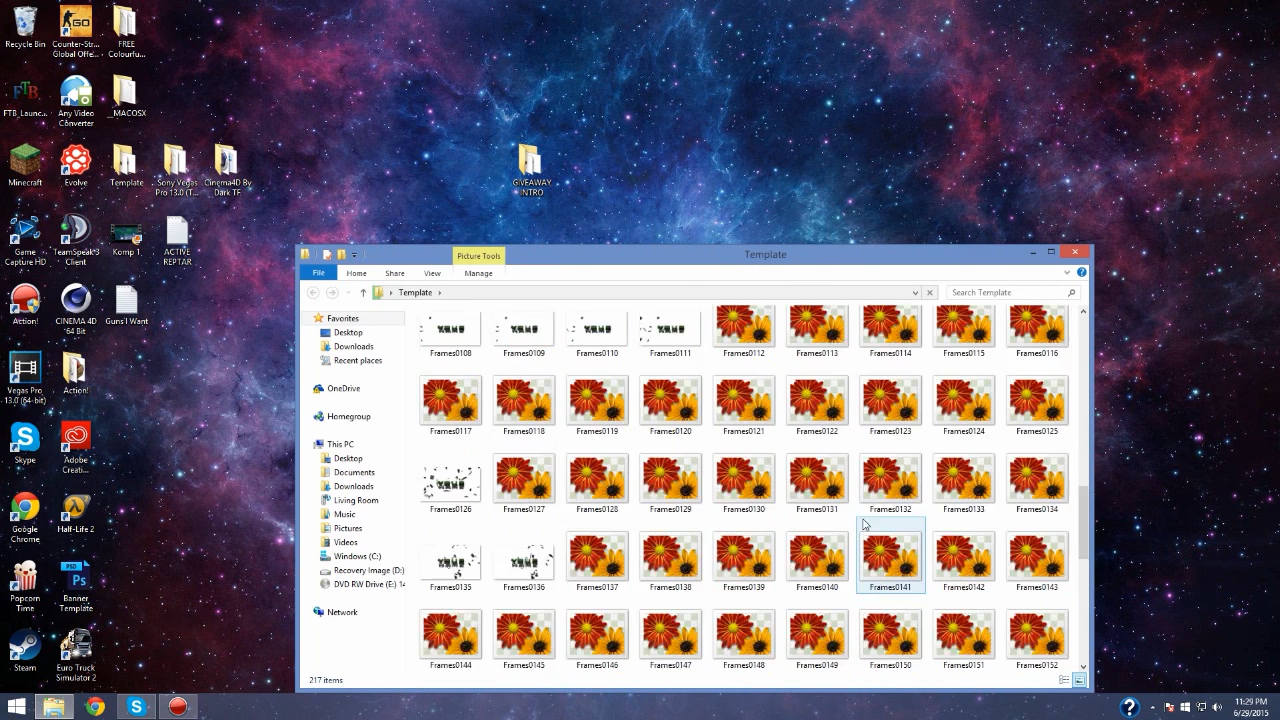 Recycle Bin
Counter-Str...
Global Offe...
FREE
Colourfu...
FTB_Launc...
Any Video
Converter
__MACOSX
Minecraft
Evolve
Template
Sony Vegas
Pro 13.0 (T...
Cinema4D By
Dark TF
GIVEAWAY
INTRO
Game
Capture HD
TeamSpeak 3
Client
Komp 1
ACTIVE
REPTAR
Action!
CINEMA 4D
64 Bit
Guns I Want
Vegas Pro
13.0 (64-bit)
Action!
Skype
Adobe
Creati...
Google
Chrome
Half-Life 2
Popcorn
Time
Banner
Template
Steam
Euro Truck
Simulator 2
Picture Tools
Template
File
Home
Share
View
Manage
Template
Search Template
Favorites
Desktop
Downloads
Recent places
OneDrive
Homegroup
This PC
Desktop
Documents
Downloads
Living Room
Music
Pictures
Videos
Windows (C:)
Recovery Image (D:)
DVD RW Drive (E:) 14
Network
Frames0108 Frames0109 Frames0110 Frames0111 Frames0112 Frames0113 Frames0114 Frames0115 Frames0116
Frames0117 Frames0118 Frames0119 Frames0120 Frames0121 Frames0122 Frames0123 Frames0124 Frames0125
Frames0126 Frames0127 Frames0128 Frames0129 Frames0130 Frames0131 Frames0132 Frames0133 Frames0134
Frames0135 Frames0136 Frames0137 Frames0138 Frames0139 Frames0140 Frames0141 Frames0142 Frames0143
Frames0144 Frames0145 Frames0146 Frames0147 Frames0148 Frames0149 Frames0150 Frames0151 Frames0152
217 items
11:29 PM
6/29/2015